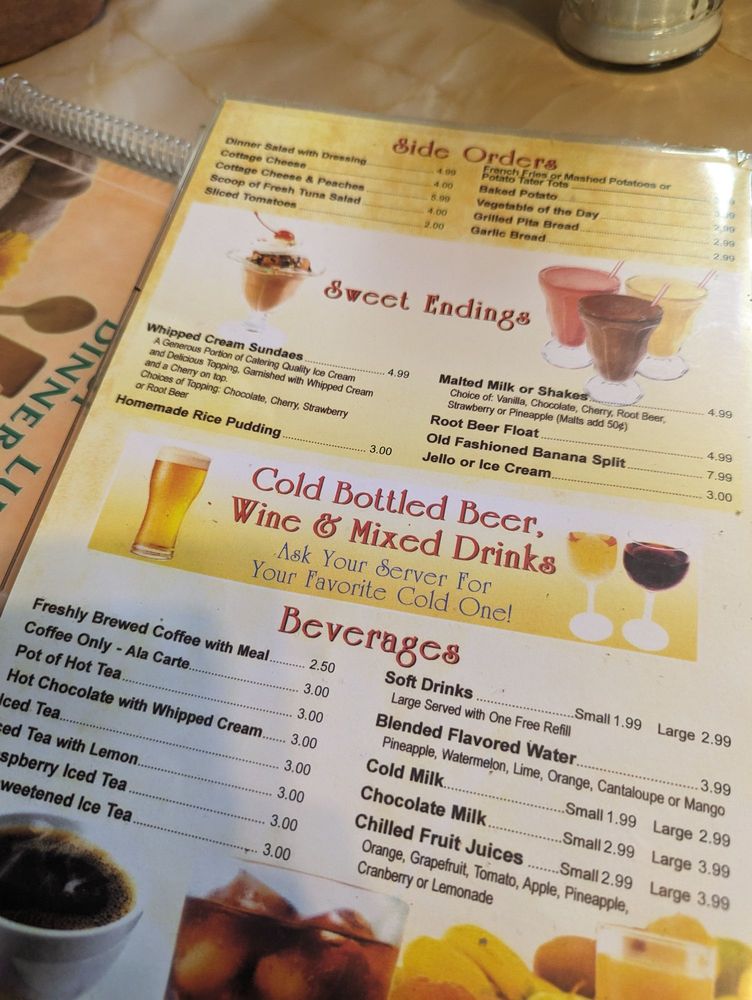 Side Orders
Dinner Salad with Dressing 4.99
Cottage Cheese 4.00
Cottage Cheese & Peaches 5.99
Scoop of Fresh Tuna Salad 4.00
Sliced Tomatoes 2.00
French Fries or Mashed Potatoes or
Potato Tater Tots
Baked Potato
Vegetable of the Day
Grilled Pita Bread 2.99
Garlic Bread 2.99
Sweet Endings
Whipped Cream Sundaes 4.99
A Generous Portion of Catering Quality Ice Cream
and Delicious Topping, Garnished with Whipped Cream
and a Cherry on top.
Choices of Topping: Chocolate, Cherry, Strawberry
or Root Beer
Homemade Rice Pudding 3.00
Malted Milk or Shakes 4.99
Choice of: Vanilla, Chocolate, Cherry, Root Beer,
Strawberry or Pineapple (Malts add 50¢)
Root Beer Float 4.99
Old Fashioned Banana Split 7.99
Jello or Ice Cream 3.00
Cold Bottled Beer,
Wine & Mixed Drinks
Ask Your Server For
Your Favorite Cold One!
Beverages
Freshly Brewed Coffee with Meal 2.50
Coffee Only - Ala Carte 3.00
Pot of Hot Tea 3.00
Hot Chocolate with Whipped Cream 3.00
Iced Tea 3.00
ced Tea with Lemon 3.00
spberry Iced Tea 3.00
weetened Ice Tea 3.00
Soft Drinks Small 1.99 Large 2.99
Large Served with One Free Refill
Blended Flavored Water 3.99
Pineapple, Watermelon, Lime, Orange, Cantaloupe or Mango
Cold Milk Small 1.99 Large 2.99
Chocolate Milk Small 2.99 Large 3.99
Chilled Fruit Juices Small 2.99 Large 3.99
Orange, Grapefruit, Tomato, Apple, Pineapple,
Cranberry or Lemonade
DINNER